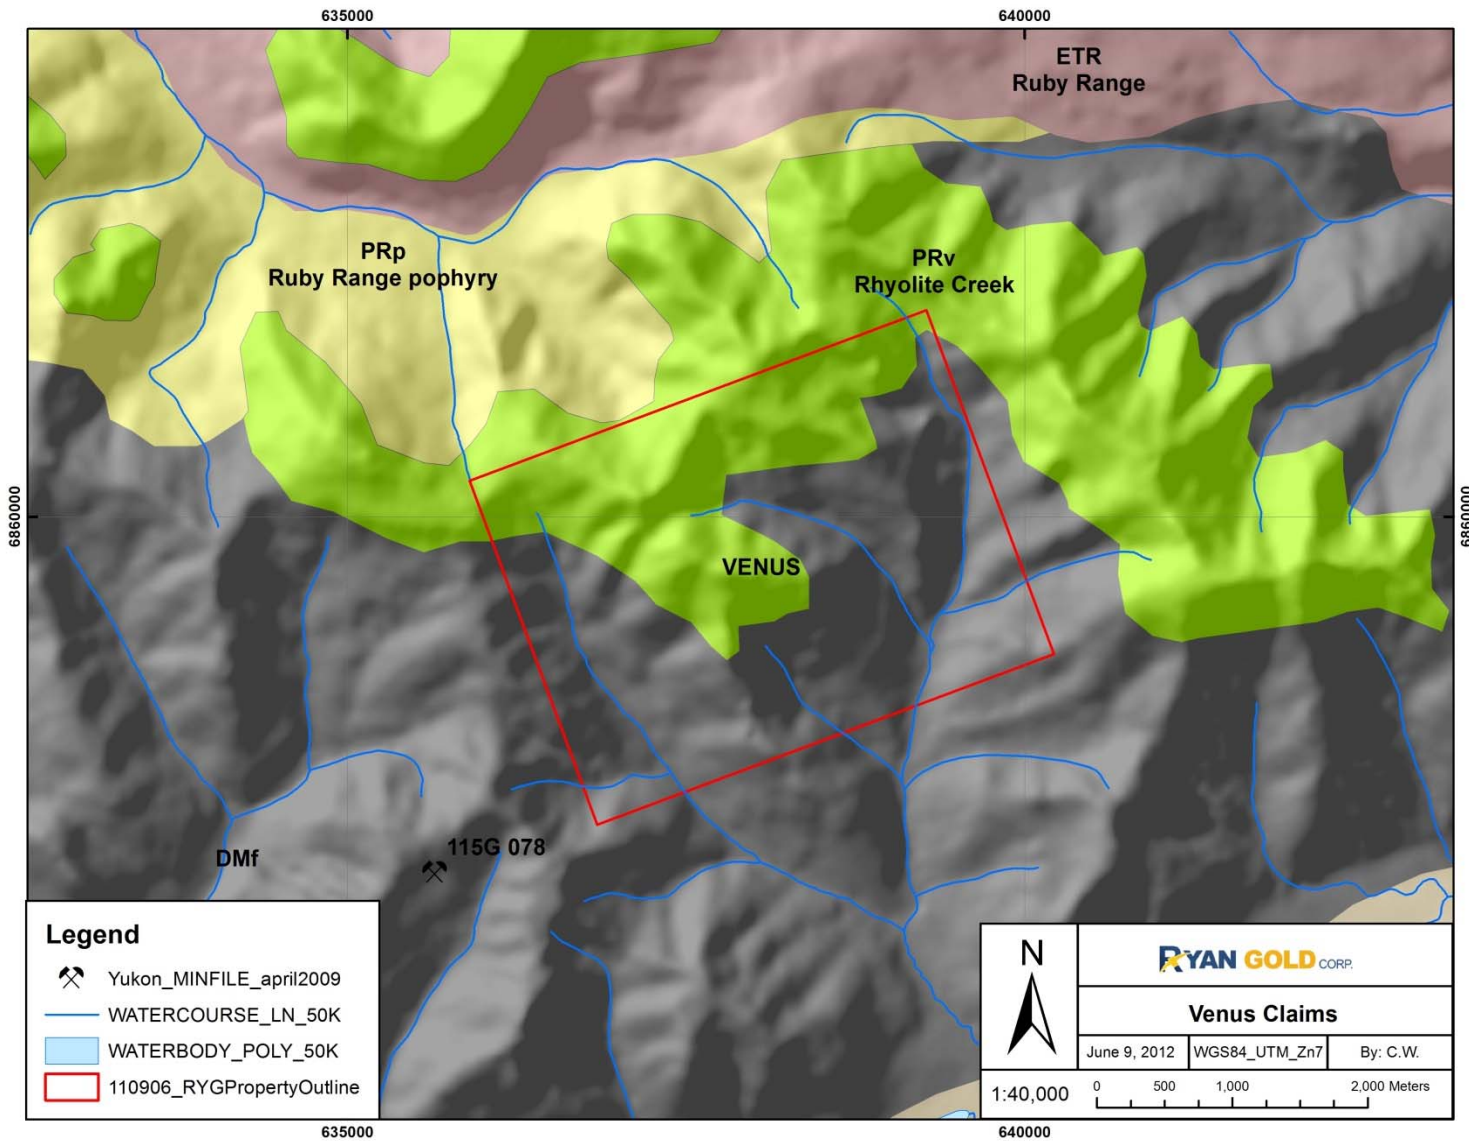 635000
640000
ETR
Ruby Range
PRp
Ruby Range pophyry
PRv
Rhyolite Creek
6860000
6860000
VENUS
115G 078
DMf
Legend
Yukon_MINFILE_april2009
WATERCOURSE_LN_50K
WATERBODY_POLY_50K
110906_RYGPropertyOutline
N
RYAN GOLD CORP.
Venus Claims
June 9, 2012
WGS84_UTM_Zn7
By: C.W.
1:40,000
0 500 1,000 2,000 Meters
635000
640000